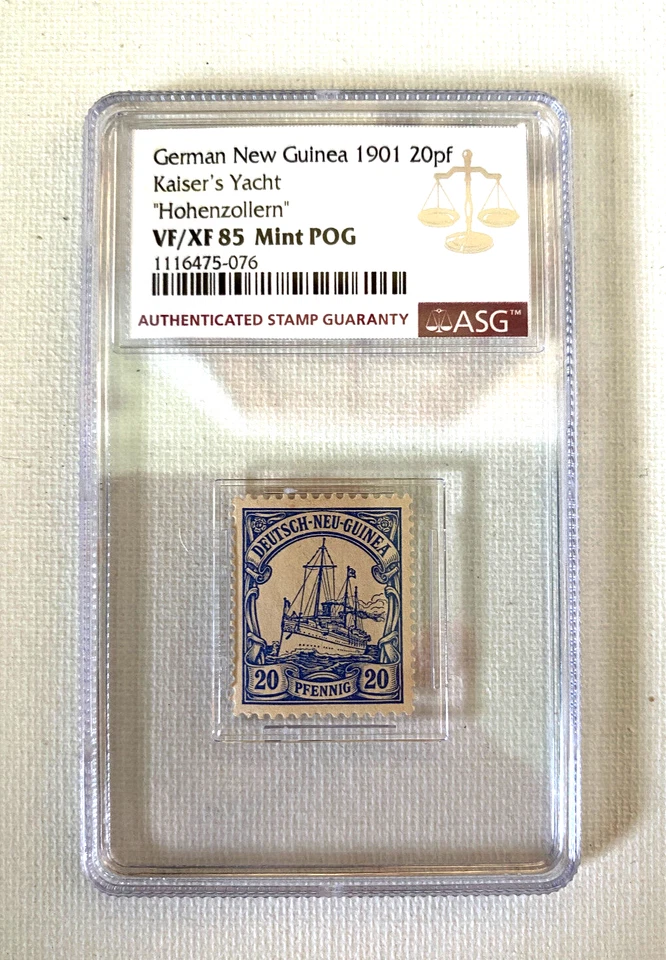 German New Guinea 1901 20pf
Kaiser's Yacht
"Hohenzollern"
VF/XF 85 Mint POG
1116475-076
AUTHENTICATED STAMP GUARANTY ASG™
DEUTSCH-NEU-GUINEA
20 PFENNIG 20